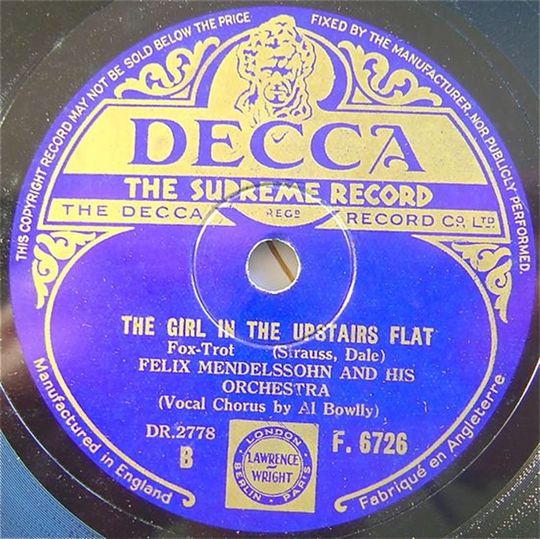 THIS COPYRIGHT RECORD MAY NOT BE SOLD BELOW THE PRICE
FIXED BY THE MANUFACTURER, NOR PUBLICLY PERFORMED.
DECCA
THE SUPREME RECORD
THE DECCA REGD RECORD CO. LTD.
THE GIRL IN THE UPSTAIRS FLAT
Fox-Trot (Strauss, Dale)
FELIX MENDELSSOHN AND HIS
ORCHESTRA
(Vocal Chorus by Al Bowlly)
DR.2778
B
LONDON
LAWRENCE
WRIGHT
BERLIN PARIS
F. 6726
Manufactured in England
Fabriqué en Angleterre